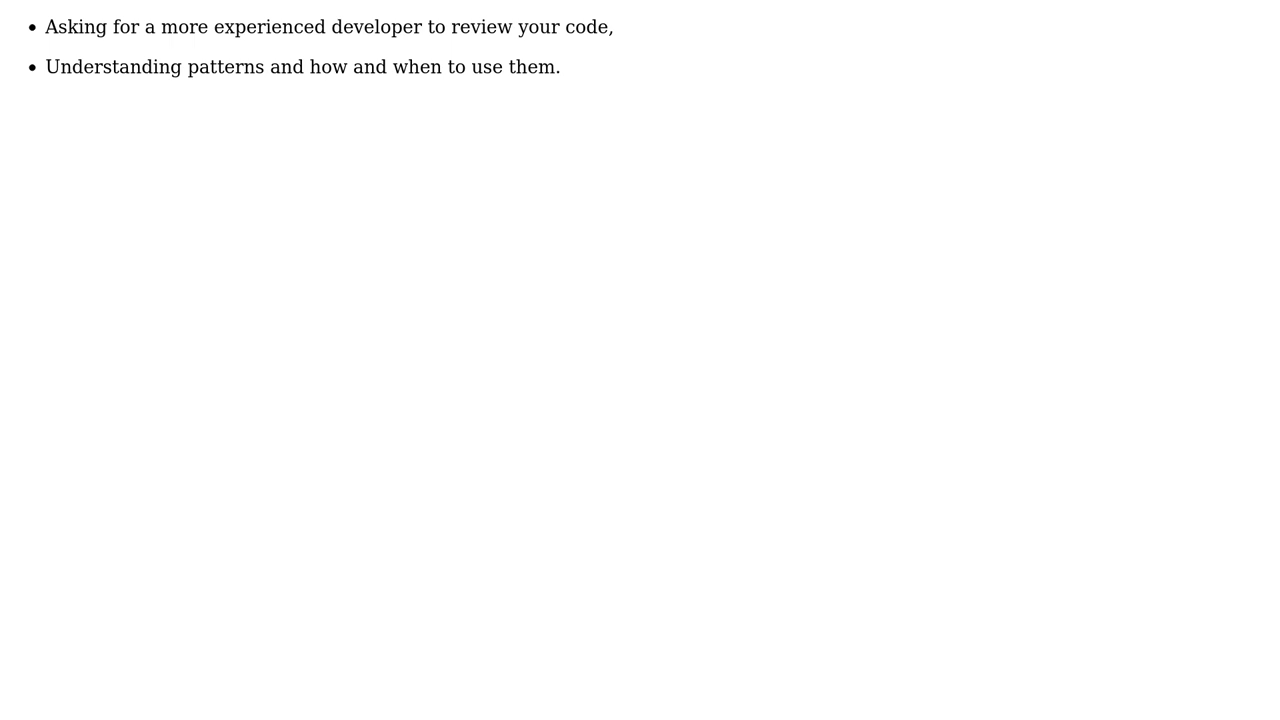 • Asking for a more experienced developer to review your code,
• Understanding patterns and how and when to use them.